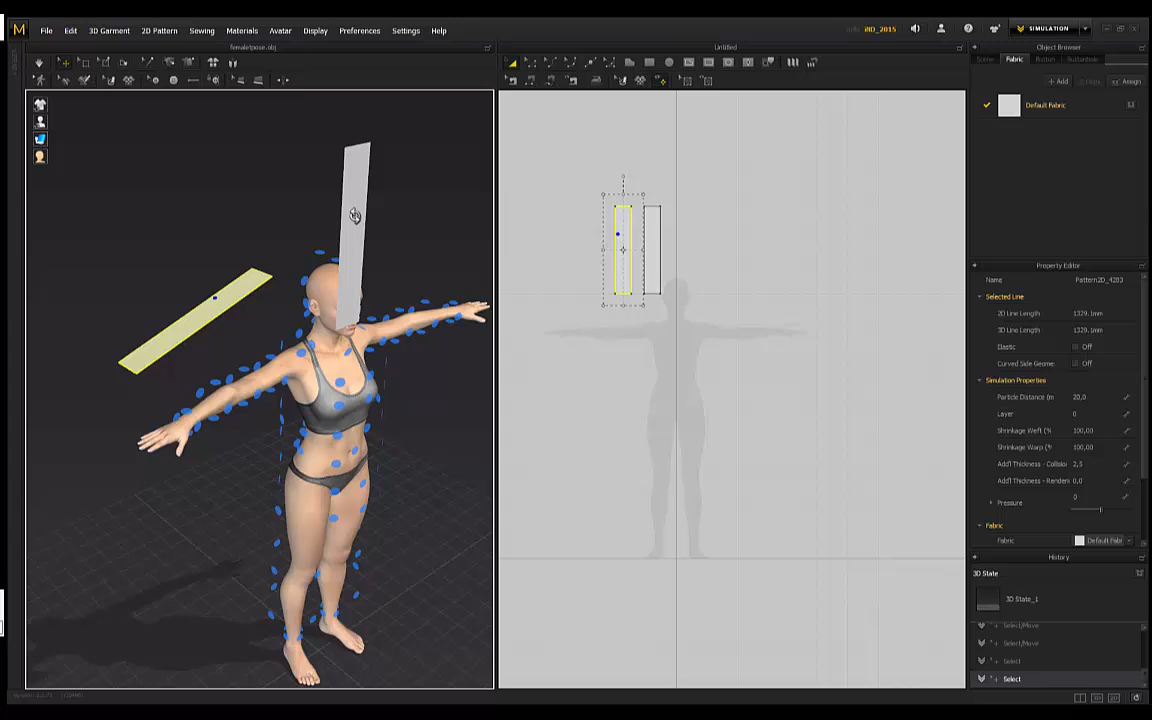 M File Edit 3D Garment 2D Pattern Sewing Materials Avatar Display Preferences Settings Help
SIMULATION
Untitled
Object Browser
Fabric
Add
Assign
Default Fabric
Property Editor
Name Pattern2D_4283
Selected Line
2D Line Length 1329.1mm
3D Line Length 1329.1mm
Elastic Off
Curved Side Geome Off
Simulation Properties
Particle Distance (m 20,0
Layer 0
Shrinkage Weft (% 100,00
Shrinkage Warp (% 100,00
Add'l Thickness - Collisio 2,5
Add'l Thickness - Renderi 0,0
Pressure 0
Fabric
Fabric Default Fabr
History
3D State
3D State_1
Select/Move
Select/Move
Select
Select